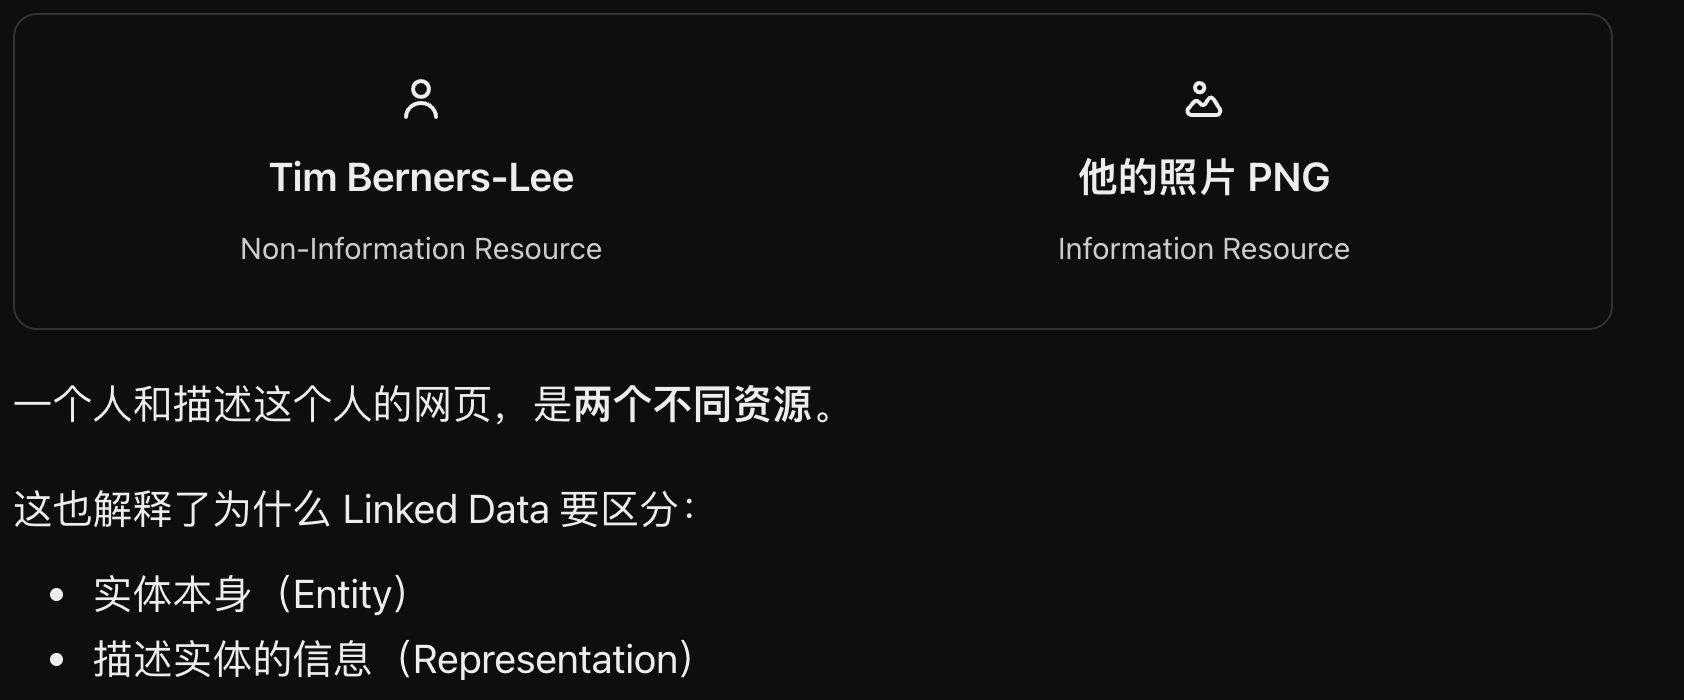 Tim Berners-Lee
他的照片 PNG
Non-Information Resource
Information Resource
一个人和描述这个人的网页，是两个不同资源。
这也解释了为什么 Linked Data 要区分：
• 实体本身（Entity）
• 描述实体的信息（Representation）